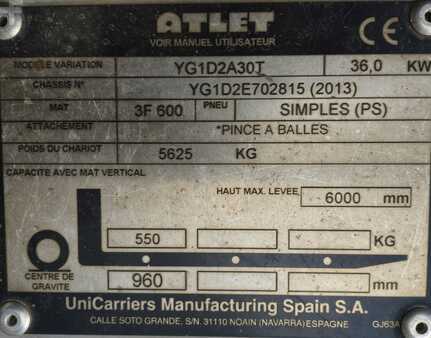 ATLET
VOIR MANUEL UTILISATEUR
CE
MODELE VARIATION YG1D2A30T 36,0 KW
CHASSIS N° YG1D2E702815 (2013)
MAT 3F 600 PNEU SIMPLES (PS)
ATTACHEMENT *PINCE A BALLES
POIDS DU CHARIOT 5625 KG
CAPACITE AVEC MAT VERTICAL
HAUT MAX. LEVEE 6000 mm
550 KG
CENTRE DE GRAVITE 960 mm
UniCarriers Manufacturing Spain S.A.
CALLE SOTO GRANDE, S/N. 31110 NOAIN (NAVARRA) ESPAGNE GJ63A